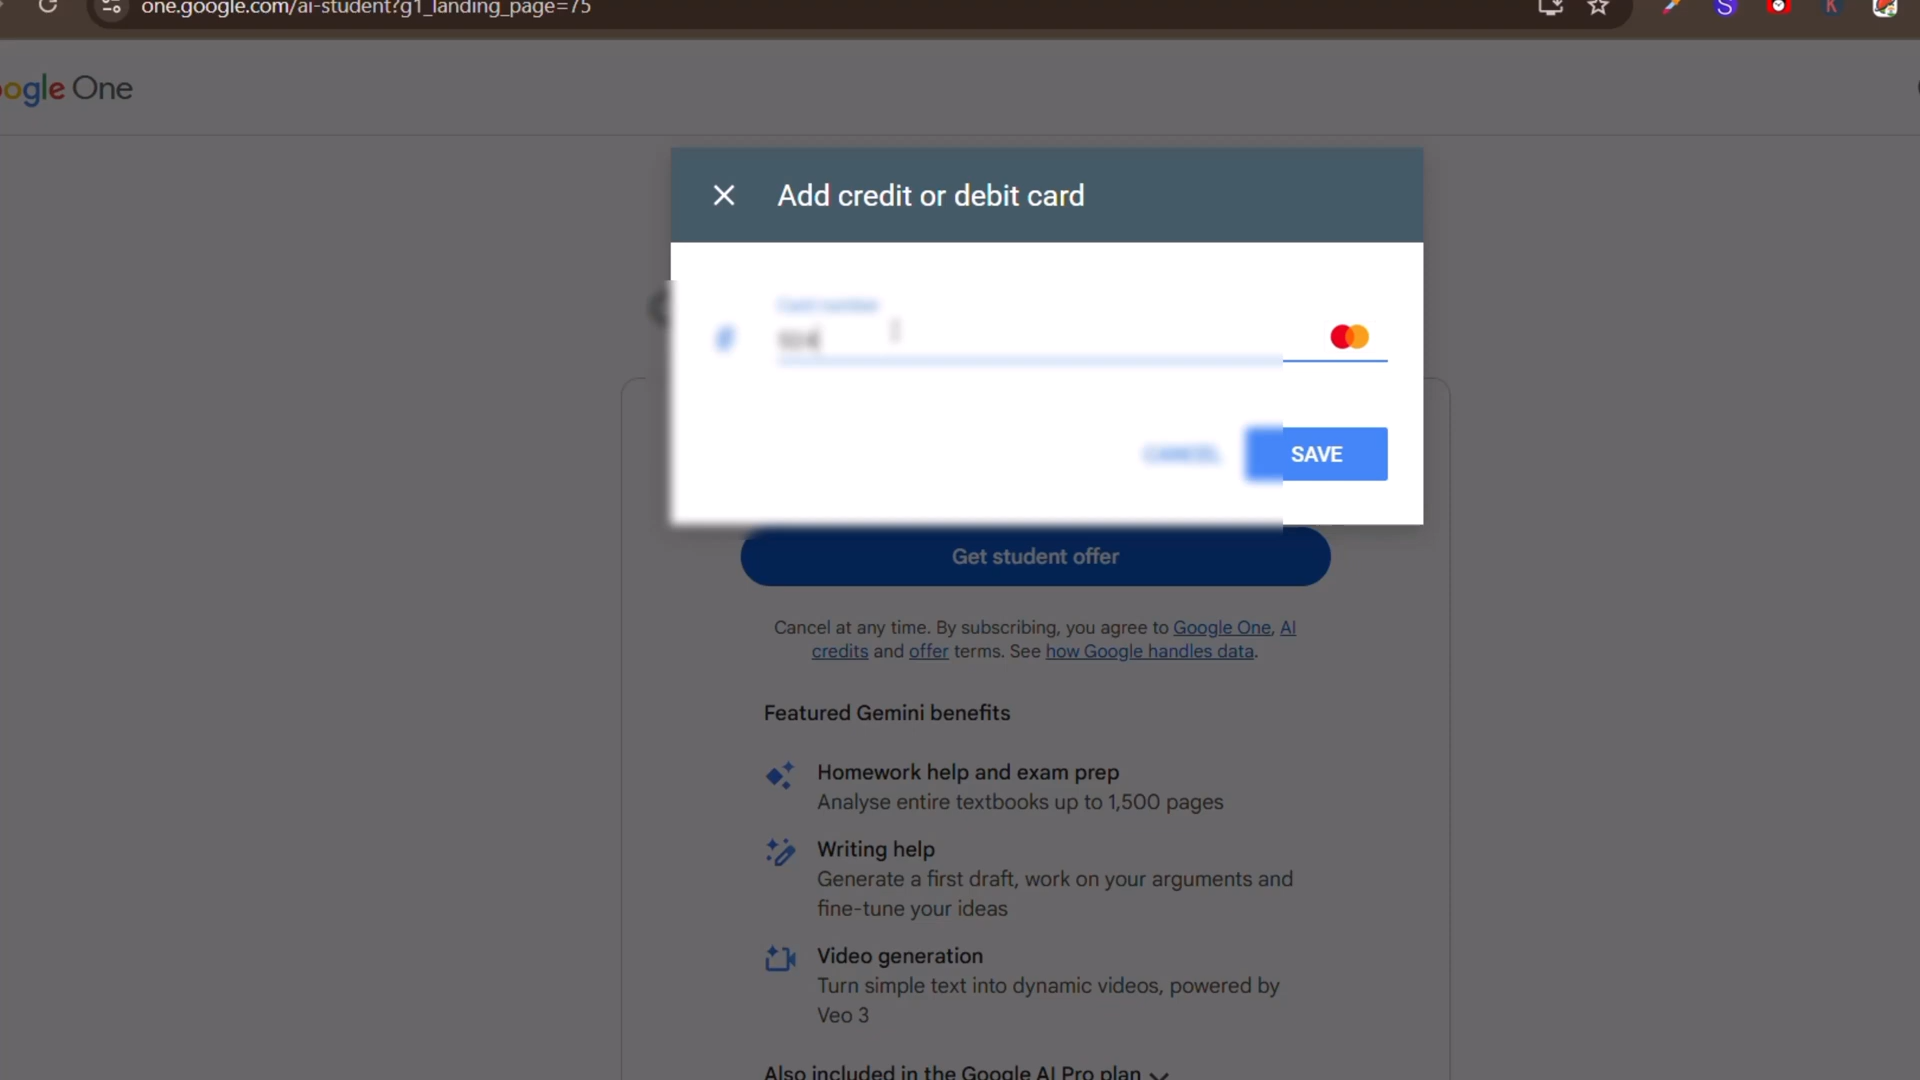 one.google.com/ai-student?g1_landing_page=75
S
K
ogle One
Add credit or debit card
Card number
CANCEL
SAVE
Get student offer
Cancel at any time. By subscribing, you agree to Google One, AI
credits and offer terms. See how Google handles data.
Featured Gemini benefits
Homework help and exam prep
Analyse entire textbooks up to 1,500 pages
Writing help
Generate a first draft, work on your arguments and
fine-tune your ideas
Video generation
Turn simple text into dynamic videos, powered by
Veo 3
Also included in the Google AI Pro plan